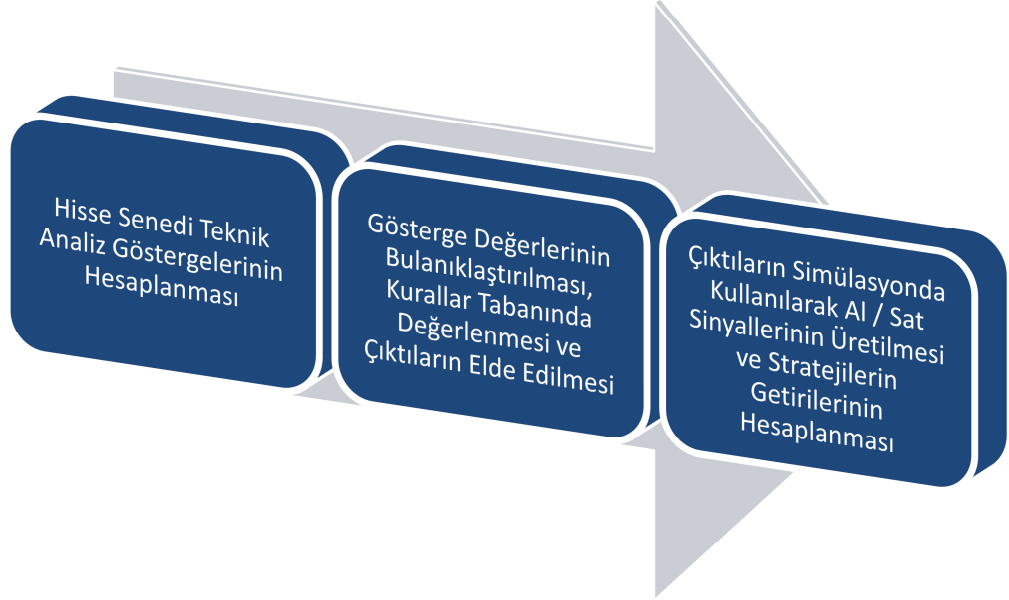 Hisse Senedi Teknik
Analiz Göstergelerinin
Hesaplanması
Gösterge Değerlerinin
Bulanıklaştırılması,
Kurallar Tabanında
Değerlenmesi ve
Çıktıların Elde Edilmesi
Çıktıların Simülasyonda
Kullanılarak Al / Sat
Sinyallerinin Üretilmesi
ve Stratejilerin
Getirilerinin
Hesaplanması